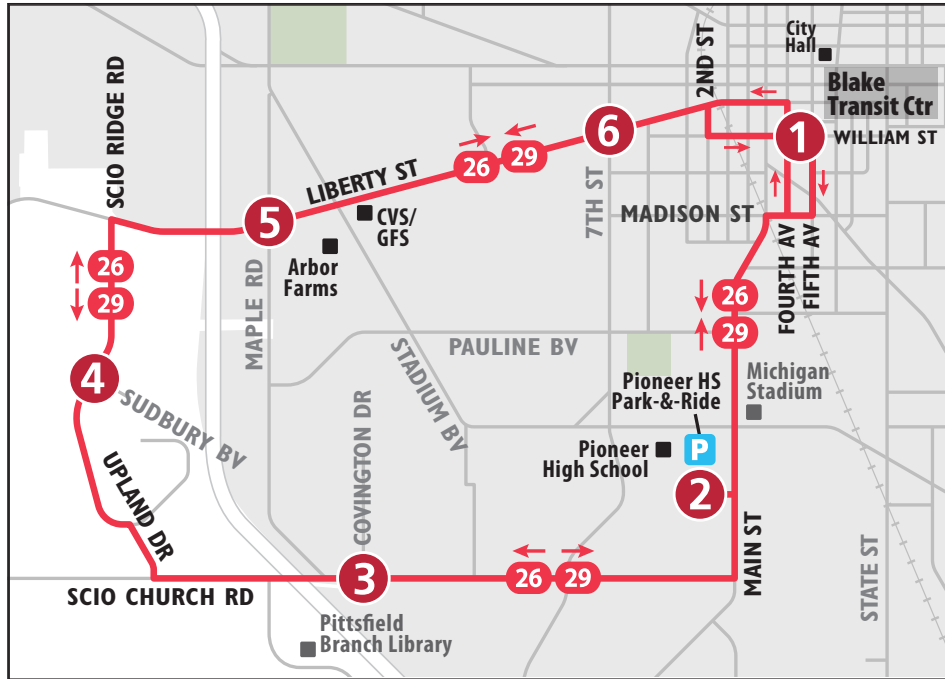 City
Hall
2ND ST
Blake
Transit Ctr
SCIO RIDGE RD
6
1
WILLIAM ST
26
29
LIBERTY ST
7TH ST
MADISON ST
5
CVS/
GFS
Arbor
Farms
MAPLE RD
FOURTH AV
FIFTH AV
26
29
26
29
PAULINE BV
STADIUM BV
4
SUDBURY BV
COVINGTON DR
Pioneer HS
Park-&-Ride
Michigan
Stadium
P
Pioneer
High School
2
UPLAND DR
MAIN ST
STATE ST
3
26
29
SCIO CHURCH RD
Pittsfield
Branch Library